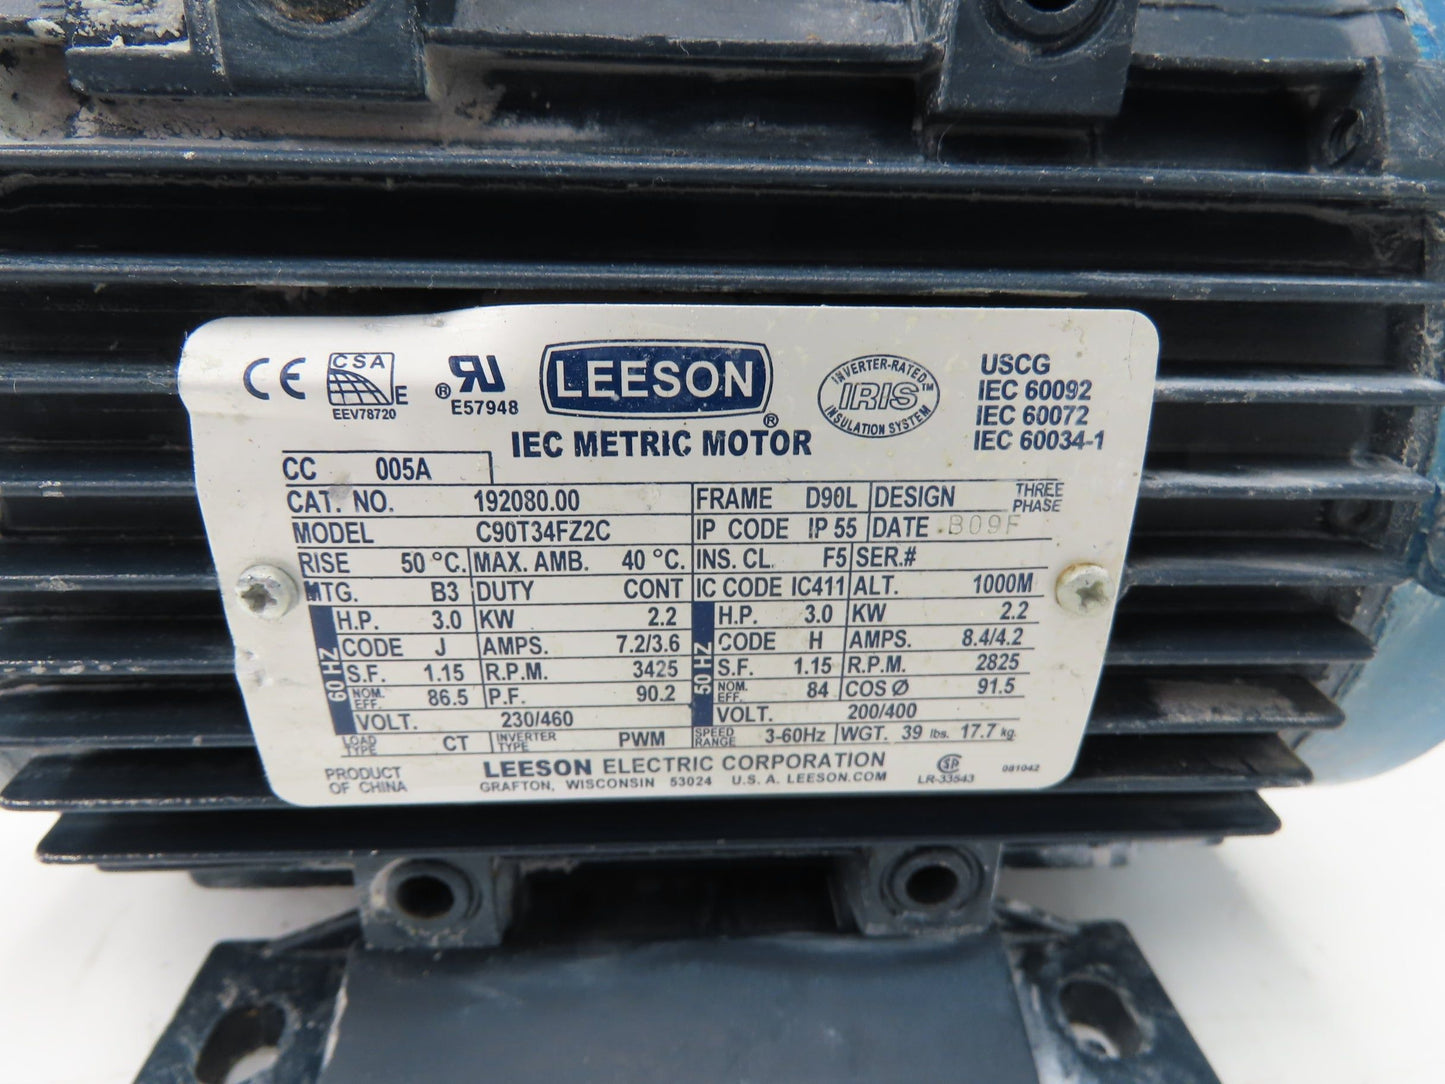 CE CSA E EEV78720
® RU E57948
LEESON ®
IEC METRIC MOTOR
INVERTER-RATED IRIS™ INSULATION SYSTEM
USCG
IEC 60092
IEC 60072
IEC 60034-1
CC 005A
CAT. NO. 192080.00 FRAME D90L DESIGN THREE PHASE
MODEL C90T34FZ2C IP CODE IP 55 DATE B09F
RISE 50 °C. MAX. AMB. 40 °C. INS. CL. F5 SER.#
MTG. B3 DUTY CONT IC CODE IC411 ALT. 1000M
60 HZ H.P. 3.0 KW 2.2 50 HZ H.P. 3.0 KW 2.2
CODE J AMPS. 7.2/3.6 CODE H AMPS. 8.4/4.2
S.F. 1.15 R.P.M. 3425 S.F. 1.15 R.P.M. 2825
NOM. EFF. 86.5 P.F. 90.2 NOM. EFF. 84 COS Ø 91.5
VOLT. 230/460 VOLT. 200/400
LOAD TYPE CT INVERTER TYPE PWM SPEED RANGE 3-60Hz WGT. 39 lbs. 17.7 kg.
PRODUCT OF CHINA
LEESON ELECTRIC CORPORATION
GRAFTON, WISCONSIN 53024 U.S.A. LEESON.COM
SP LR-33543
081042